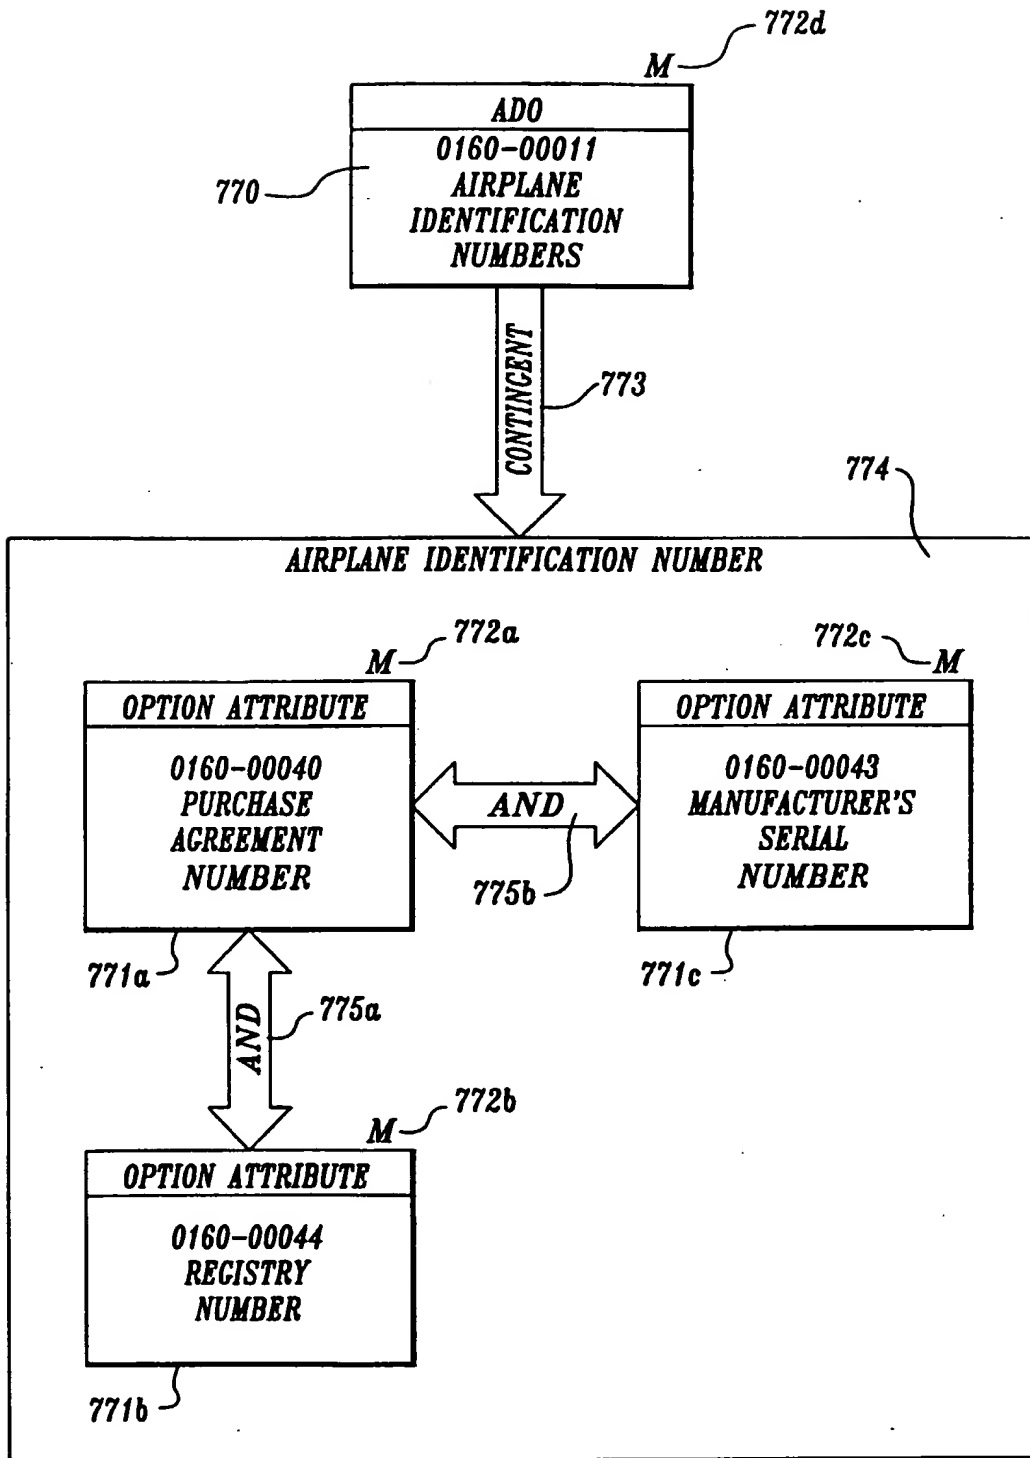 772d
M
ADO
0160-00011
AIRPLANE
IDENTIFICATION
NUMBERS
770
CONTINGENT
773
774
AIRPLANE IDENTIFICATION NUMBER
772a
M
772c
M
OPTION ATTRIBUTE
0160-00040
PURCHASE
AGREEMENT
NUMBER
AND
775b
OPTION ATTRIBUTE
0160-00043
MANUFACTURER'S
SERIAL
NUMBER
771a
771c
AND
775a
772b
M
OPTION ATTRIBUTE
0160-00044
REGISTRY
NUMBER
771b